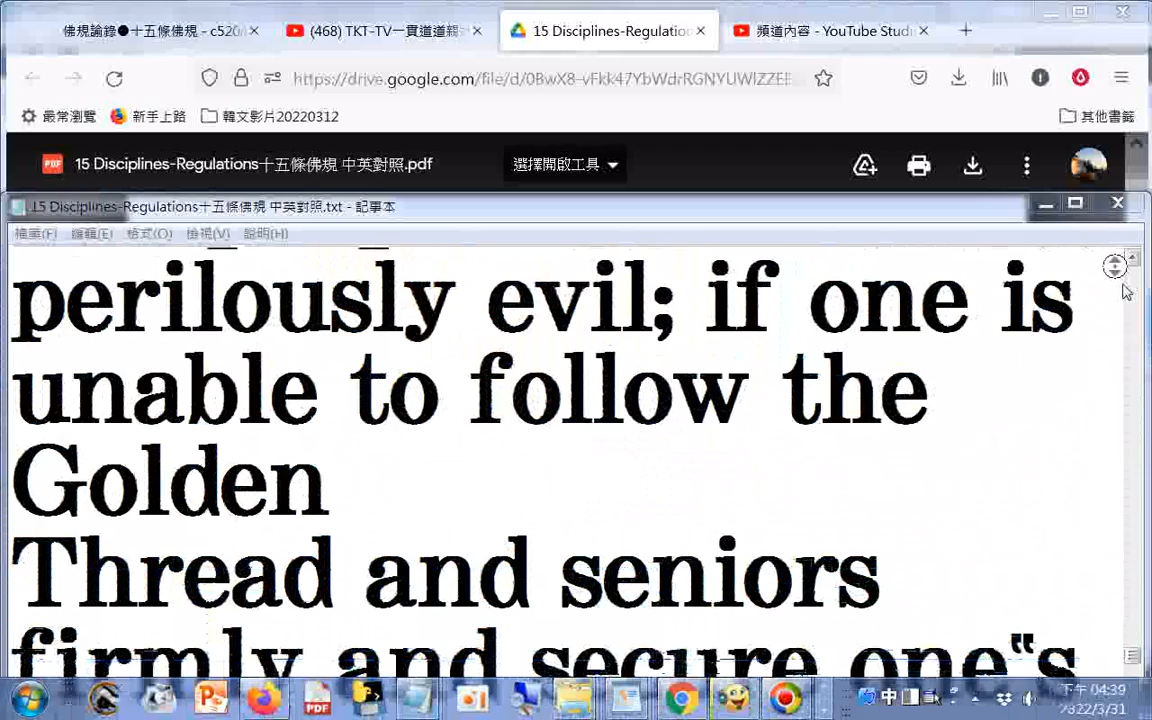 佛規論錄●十五條佛規 - c520/
(468) TKT-TV一貫道道親
15 Disciplines-Regulation
頻道內容 - YouTube Studi
https://drive.google.com/file/d/0BwX8-vFkk47YbWdrRGNYUWlZZEE
最常瀏覽
新手上路
韓文影片20220312
其他書籤
15 Disciplines-Regulations十五條佛規 中英對照.pdf
選擇開啟工具
15 Disciplines-Regulations十五條佛規 中英對照.txt - 記事本
檔案(F) 編輯(E) 格式(O) 檢視(V) 說明(H)
perilously evil; if one is
unable to follow the
Golden
Thread and seniors
firmly and secure one‟s
中
下午 04:39
2022/3/31